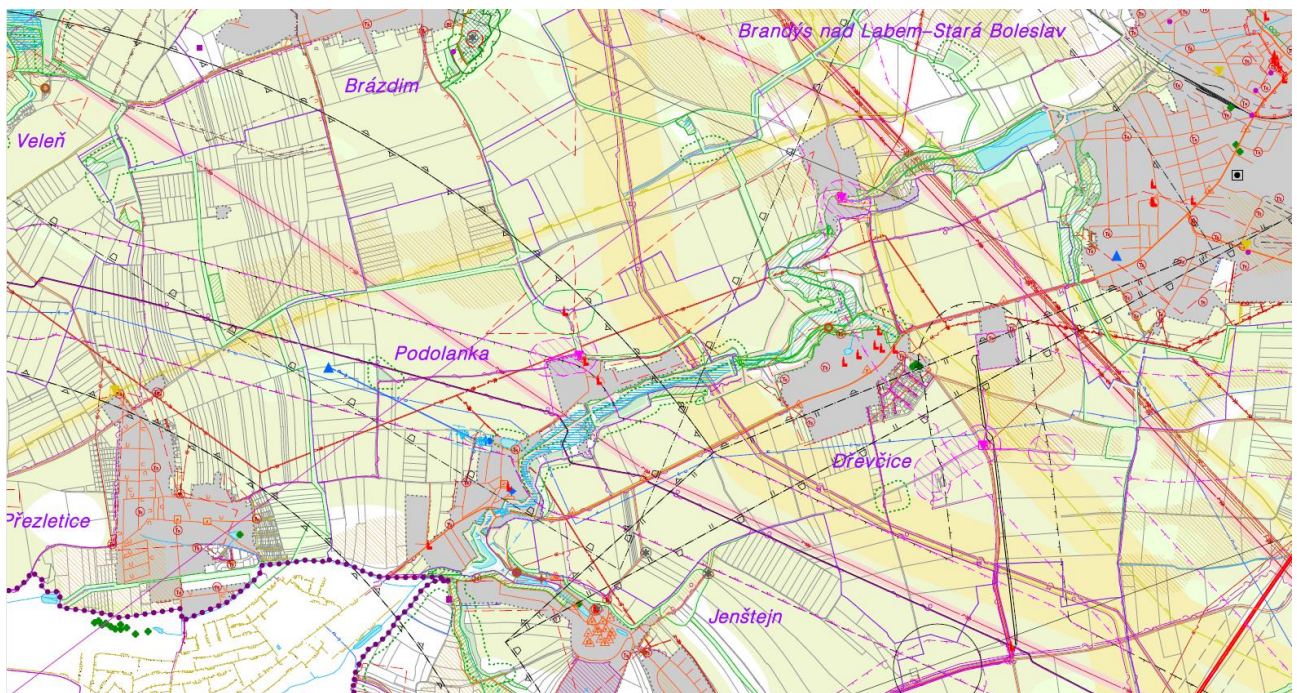 Brandýs nad Labem-Stará Boleslav
Brázdim
Veleň
Podolanka
Dřevčice
Přezletice
Jenštejn